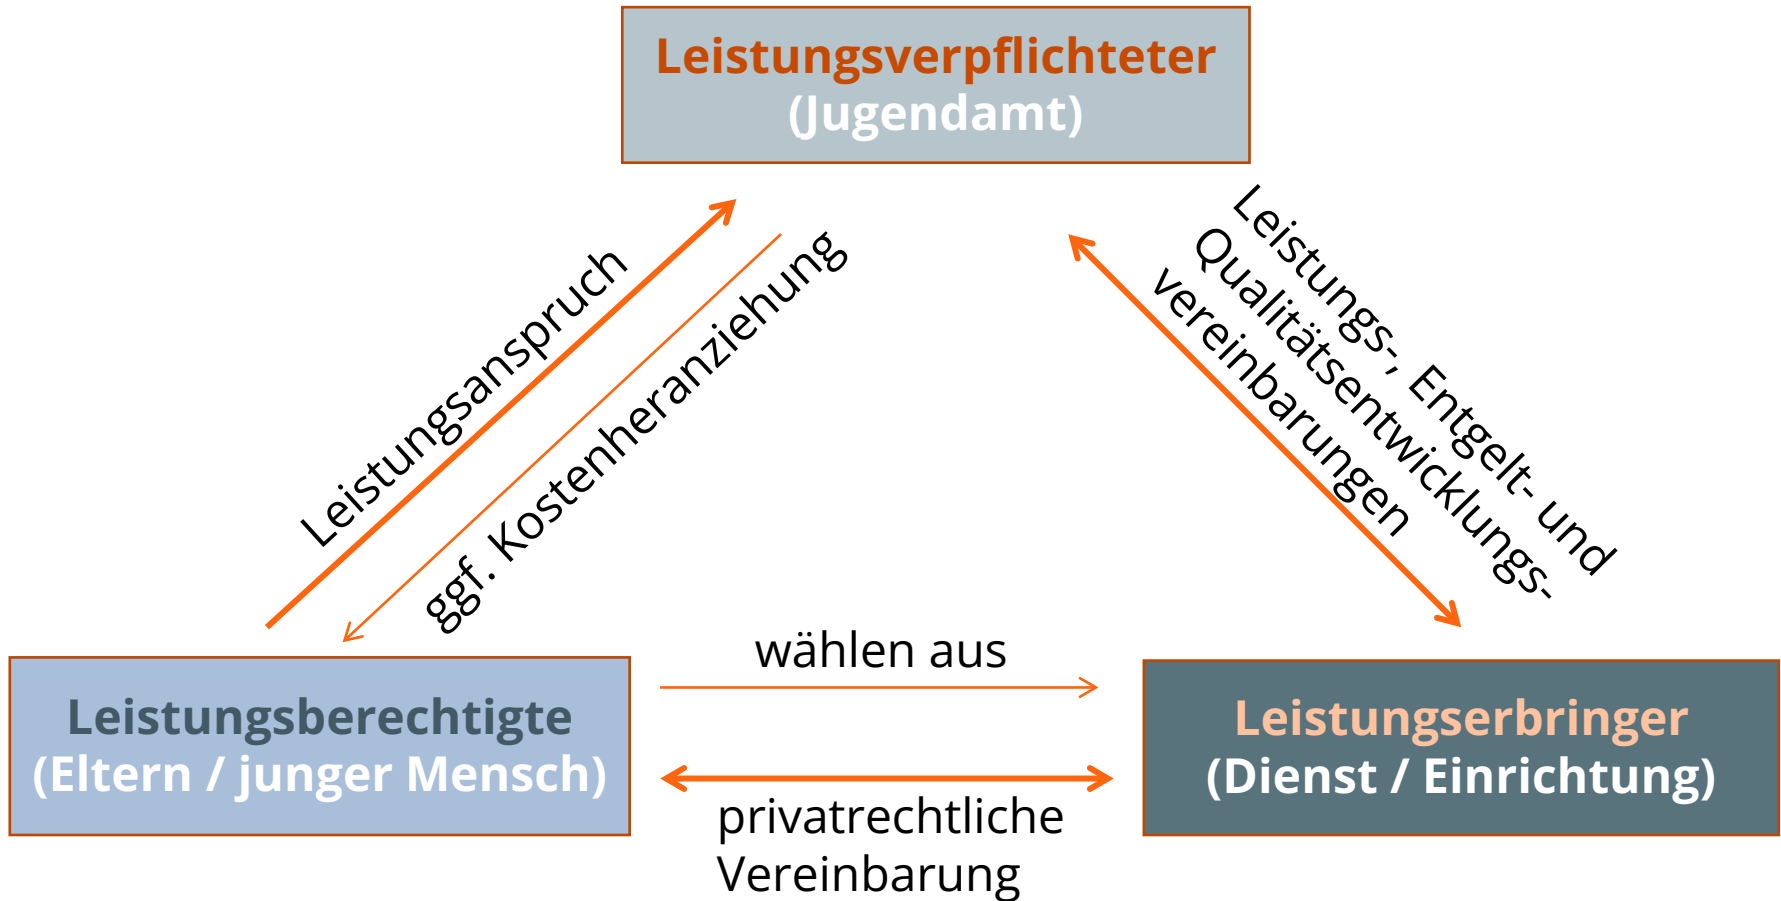 Leistungsverpflichteter
(Jugendamt)
Leistungsanspruch
ggf. Kostenheranziehung
Leistungs-, Entgelt- und
Qualitätsentwicklungs-
vereinbarungen
wählen aus
Leistungsberechtigte
(Eltern / junger Mensch)
Leistungserbringer
(Dienst / Einrichtung)
privatrechtliche
Vereinbarung